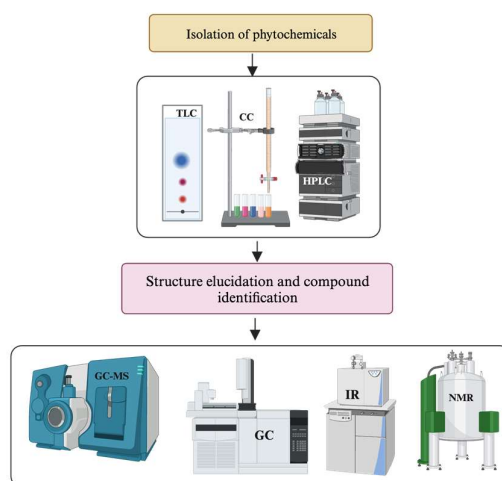 Isolation of phytochemicals
TLC
CC
HPLC
Structure elucidation and compound
identification
GC-MS
GC
IR
NMR